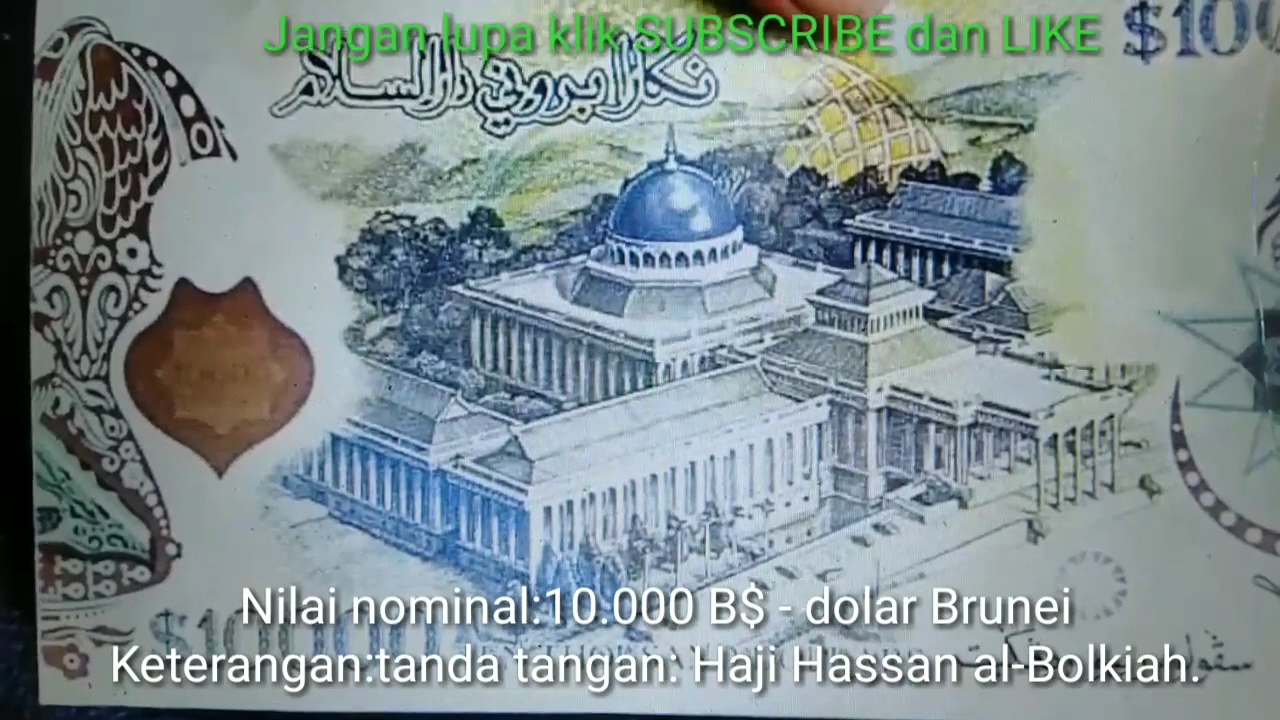 Jangan lupa klik SUBSCRIBE dan LIKE
$100
نڬارا بروني دارالسلام
Nilai nominal:10.000 B$ - dolar Brunei
Keterangan:tanda tangan: Haji Hassan al-Bolkiah.